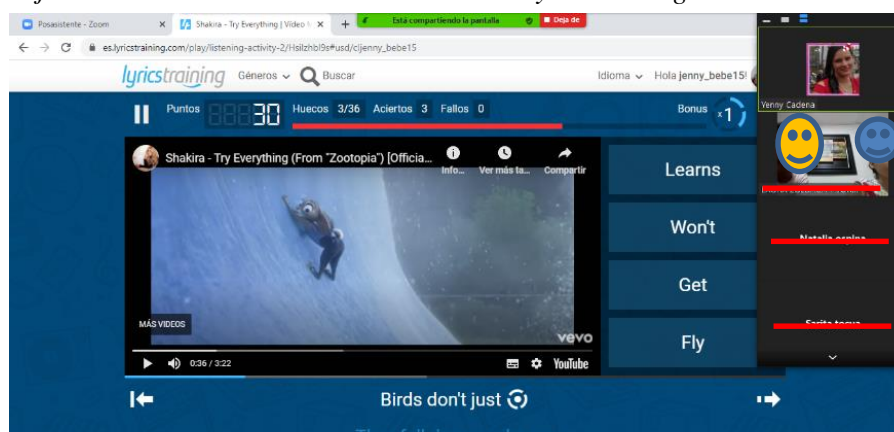 Posasistente - Zoom
Shakira - Try Everything | Video l
Está compartiendo la pantalla
Deja de
es.lyricstraining.com/play/listening-activity-2/Hsilzhbl9s#usd/cijenny_bebe15
lyricstraining
Géneros
Buscar
Idioma
Hola jenny_bebe15!
Puntos
30
Huecos 3/36 Aciertos 3 Fallos 0
Bonus x1
Yenny Cadena
Shakira - Try Everything (From "Zootopia") [Officia...
Info...
Ver más ta...
Compartir
Learns
Won't
Get
Fly
MÁS VIDEOS
vevo
0:36 / 3:22
YouTube
Birds don't just